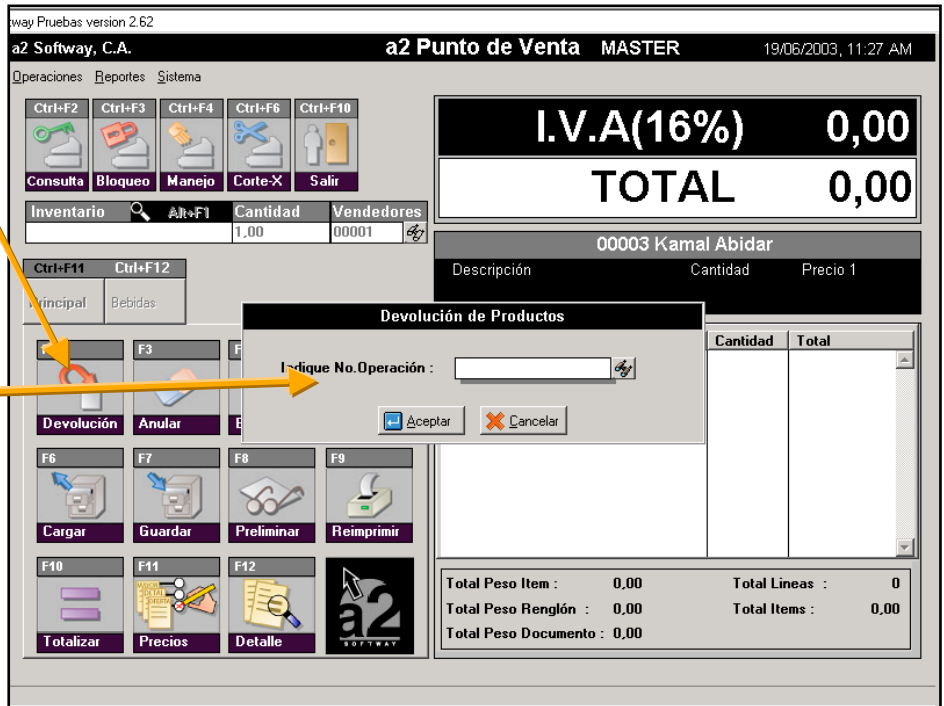 way Pruebas version 2.62
a2 Softway, C.A. a2 Punto de Venta MASTER 19/06/2003, 11:27 AM
Operaciones Reportes Sistema
Ctrl+F2 Ctrl+F3 Ctrl+F4 Ctrl+F6 Ctrl+F10
Consulta Bloqueo Manejo Corte-X Salir
I.V.A(16%) 0,00
TOTAL 0,00
Inventario Alt+F1 Cantidad Vendedores
1,00 00001
00003 Kamal Abidar
Descripción Cantidad Precio 1
Ctrl+F11 Ctrl+F12
Principal Bebidas
Devolución de Productos
Indique No.Operación :
Aceptar Cancelar
Cantidad Total
F3
Devolución Anular
F6 F7 F8 F9
Cargar Guardar Preliminar Reimprimir
F10 F11 F12
Totalizar Precios Detalle
a2
SOFTWAY
Total Peso Item : 0,00 Total Lineas : 0
Total Peso Renglón : 0,00 Total Items : 0,00
Total Peso Documento : 0,00